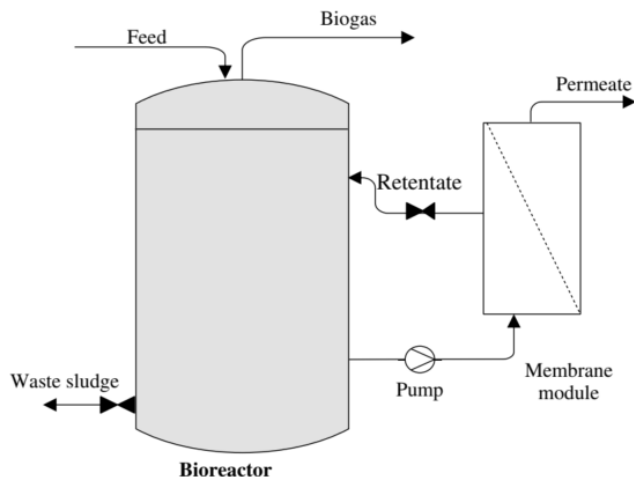 Feed
Biogas
Permeate
Retentate
Waste sludge
Pump
Membrane
module
Bioreactor